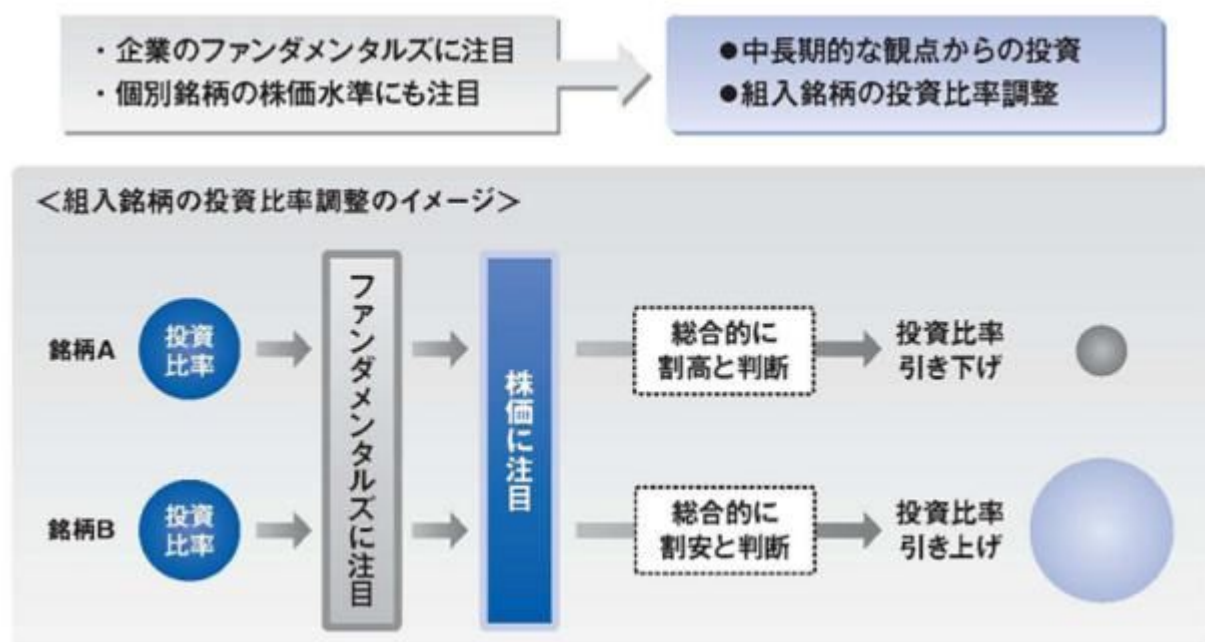 ・企業のファンダメンタルズに注目
・個別銘柄の株価水準にも注目
●中長期的な観点からの投資
●組入銘柄の投資比率調整
＜組入銘柄の投資比率調整のイメージ＞
銘柄A
投資
比率
ファンダメンタルズに注目
株価に注目
総合的に
割高と判断
投資比率
引き下げ
銘柄B
投資
比率
総合的に
割安と判断
投資比率
引き上げ